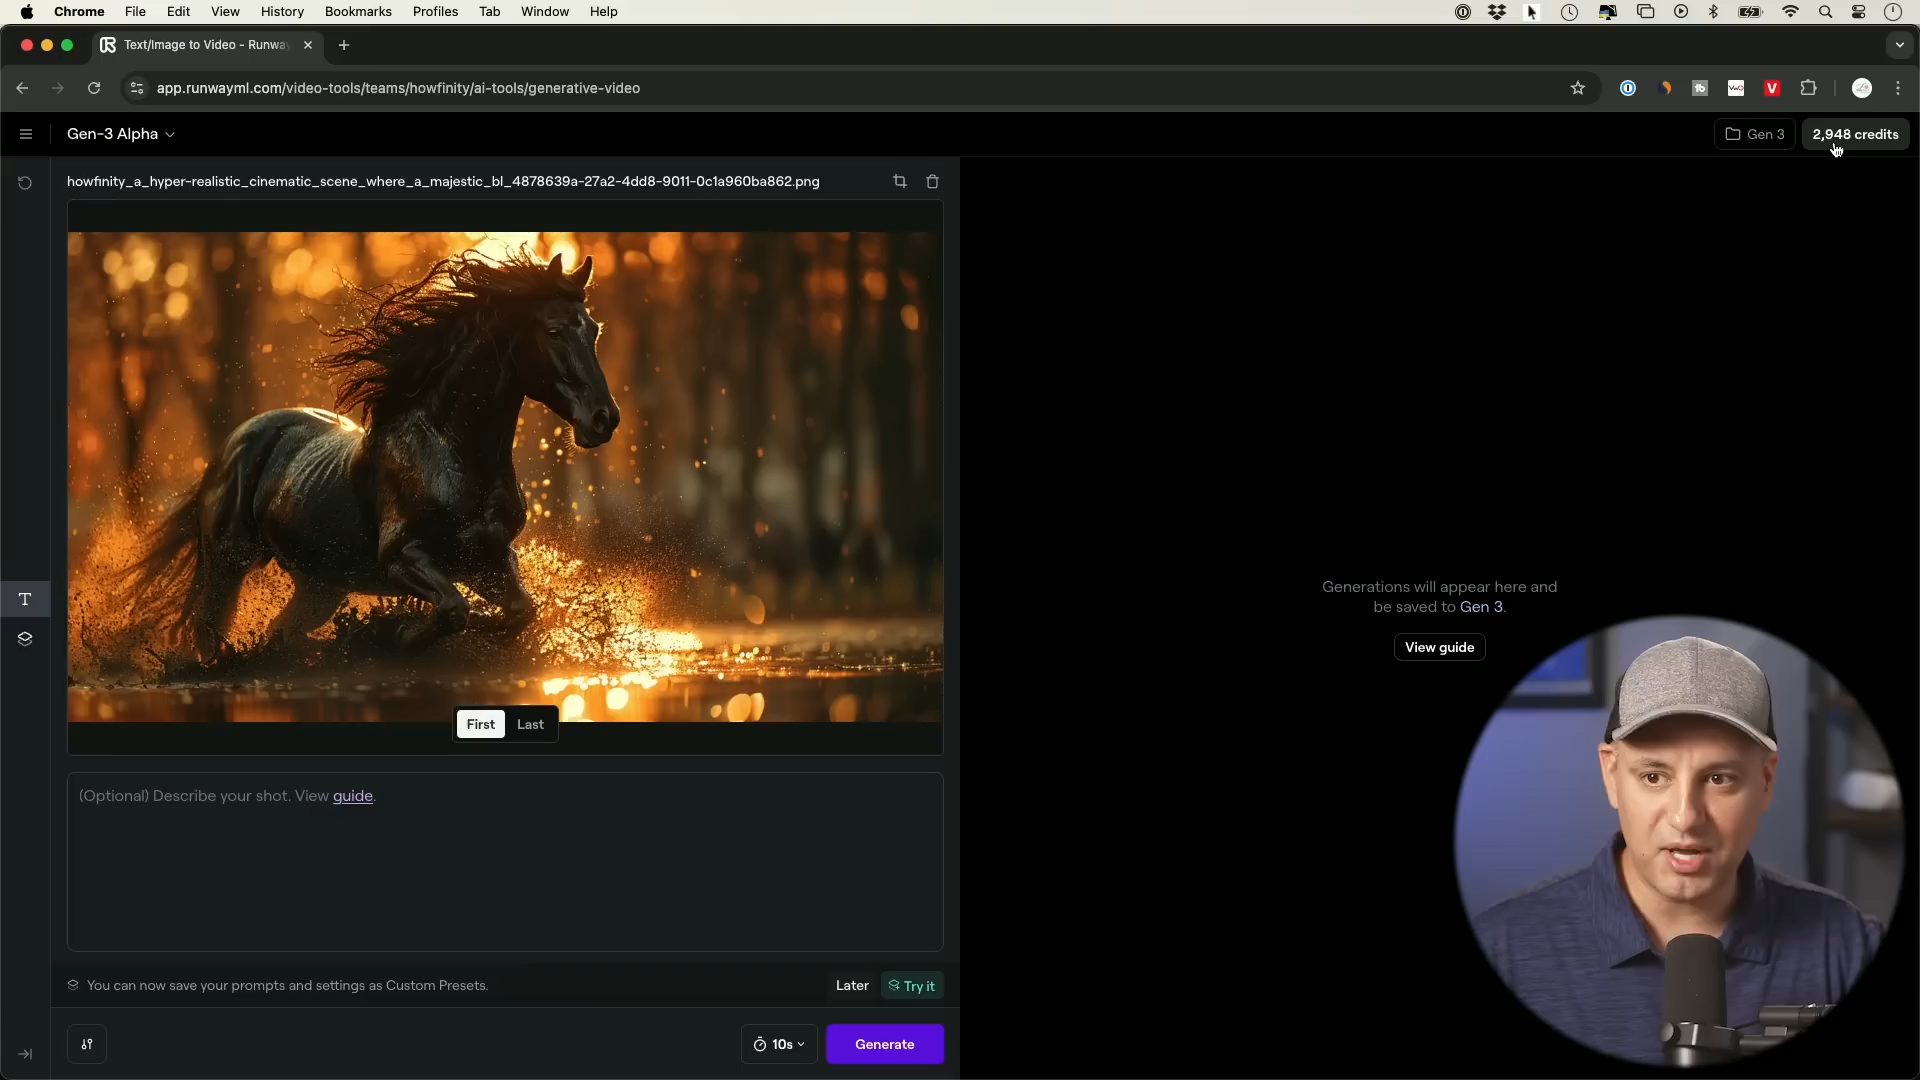 Chrome File Edit View History Bookmarks Profiles Tab Window Help
Text/Image to Video - Runway
app.runwayml.com/video-tools/teams/howfinity/ai-tools/generative-video
Gen-3 Alpha
Gen 3
2,948 credits
howfinity_a_hyper-realistic_cinematic_scene_where_a_majestic_bl_4878639a-27a2-4dd8-9011-0c1a960ba862.png
First Last
(Optional) Describe your shot. View guide.
You can now save your prompts and settings as Custom Presets.
Later
Try it
10s
Generate
Generations will appear here and
be saved to Gen 3.
View guide